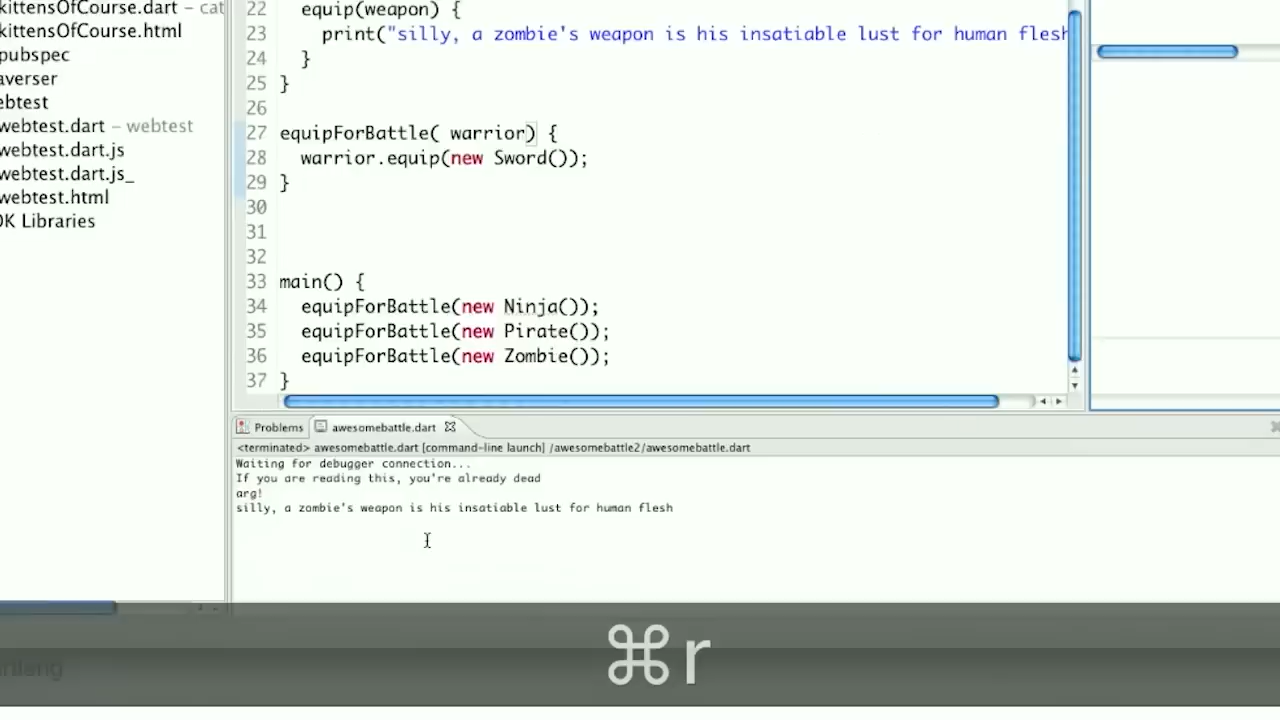 kittensOfCourse.dart – cat
kittensOfCourse.html
pubspec
averser
ebtest
webtest.dart – webtest
webtest.dart.js
webtest.dart.js_
webtest.html
OK Libraries
22 equip(weapon) {
23 print("silly, a zombie's weapon is his insatiable lust for human flesh
24 }
25 }
26
27 equipForBattle( warrior) {
28 warrior.equip(new Sword());
29 }
30
31
32
33 main() {
34 equipForBattle(new Ninja());
35 equipForBattle(new Pirate());
36 equipForBattle(new Zombie());
37 }
Problems awesomebattle.dart
<terminated> awesomebattle.dart [command-line launch] /awesomebattle2/awesomebattle.dart
Waiting for debugger connection...
If you are reading this, you're already dead
arg!
silly, a zombie's weapon is his insatiable lust for human flesh
⌘r